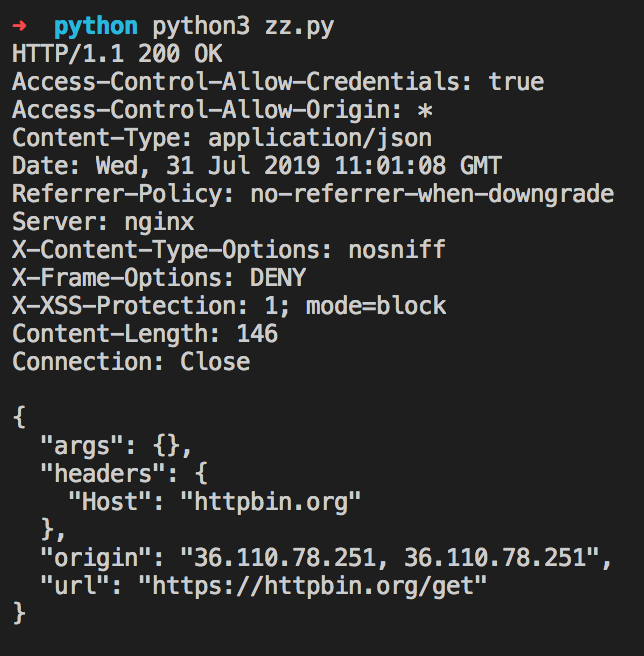 ➜  python python3 zz.py
HTTP/1.1 200 OK
Access-Control-Allow-Credentials: true
Access-Control-Allow-Origin: *
Content-Type: application/json
Date: Wed, 31 Jul 2019 11:01:08 GMT
Referrer-Policy: no-referrer-when-downgrade
Server: nginx
X-Content-Type-Options: nosniff
X-Frame-Options: DENY
X-XSS-Protection: 1; mode=block
Content-Length: 146
Connection: Close

{
  "args": {},
  "headers": {
    "Host": "httpbin.org"
  },
  "origin": "36.110.78.251, 36.110.78.251",
  "url": "https://httpbin.org/get"
}